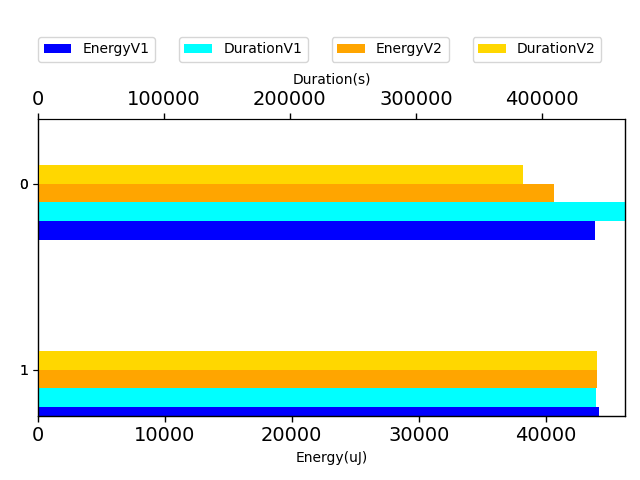 EnergyV1 DurationV1 EnergyV2 DurationV2
Duration(s)
0 100000 200000 300000 400000
0
1
0 10000 20000 30000 40000
Energy(uJ)